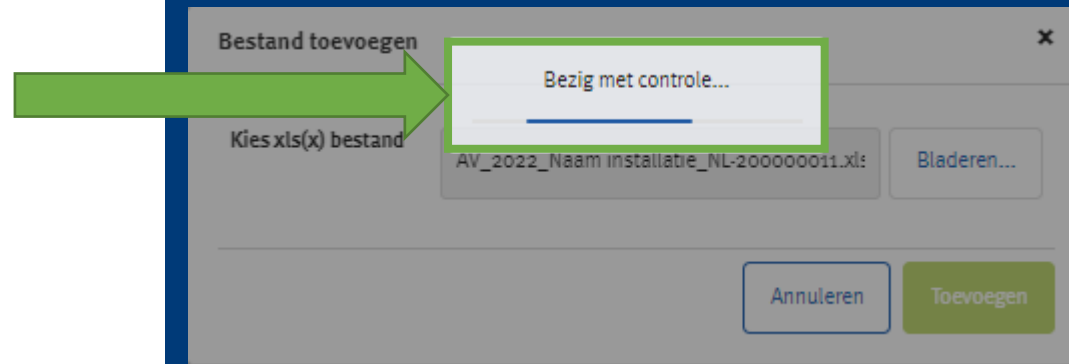 Bestand toevoegen
Bezig met controle...
Kies xls(x) bestand
AV_2022_Naam installatie_NL-200000011.xls
Bladeren...
Annuleren
Toevoegen